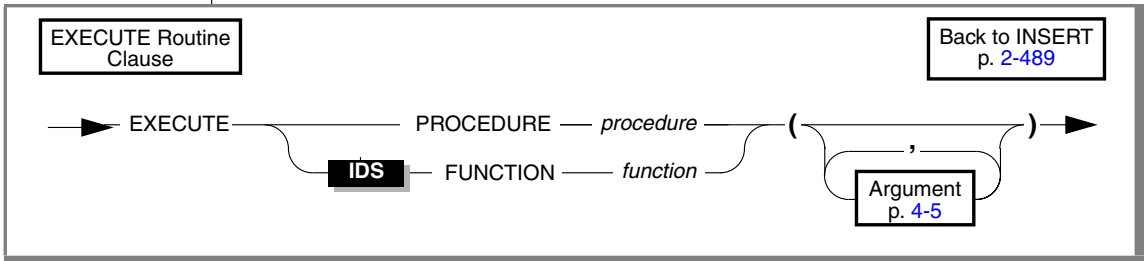 EXECUTE Routine
Clause
Back to INSERT
p. 2-489
EXECUTE PROCEDURE procedure ( )
,
IDS FUNCTION function
Argument
p. 4-5